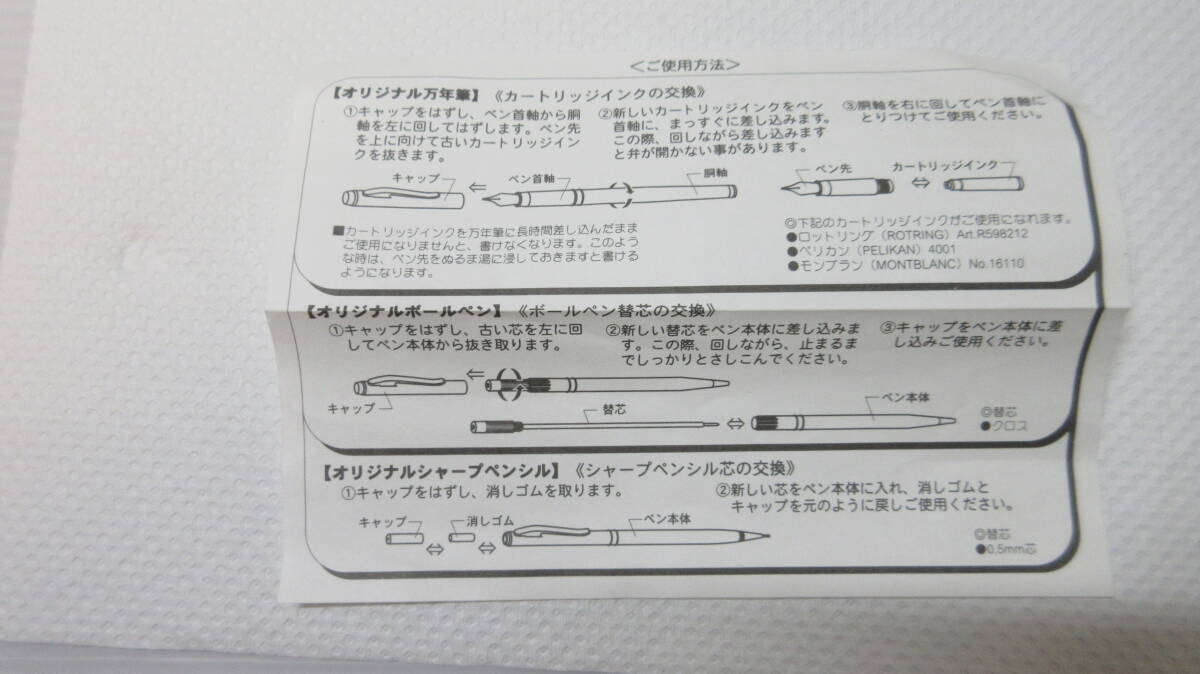 ＜ご使用方法＞
【オリジナル万年筆】《カートリッジインクの交換》
①キャップをはずし、ペン首軸から胴
軸を左に回してはずします。ペン先
を上に向けて古いカートリッジイン
クを抜きます。
②新しいカートリッジインクをペン
首軸に、まっすぐに差し込みます。
この際、回しながら差し込みます
と弁が開かない事があります。
③胴軸を右に回してペン首軸に
とりつけてご使用ください。
キャップ
ペン首軸
胴軸
ペン先
カートリッジインク
■カートリッジインクを万年筆に長時間差し込んだまま
ご使用になりませんと、書けなくなります。このよう
な時は、ペン先をぬるま湯に浸しておきますと書ける
ようになります。
◎下記のカートリッジインクがご使用になれます。
●ロットリング（ROTRING）Art.R598212
●ペリカン（PELIKAN）4001
●モンブラン（MONTBLANC）No.16110
【オリジナルボールペン】《ボールペン替芯の交換》
①キャップをはずし、古い芯を左に回
してペン本体から抜き取ります。
②新しい替芯をペン本体に差し込みま
す。この際、回しながら、止まるま
でしっかりとさしこんでください。
③キャップをペン本体に差
し込みご使用ください。
キャップ
替芯
ペン本体
◎替芯
●クロス
【オリジナルシャープペンシル】《シャープペンシル芯の交換》
①キャップをはずし、消しゴムを取ります。
②新しい芯をペン本体に入れ、消しゴムと
キャップを元のように戻しご使用ください。
キャップ
消しゴム
ペン本体
◎替芯
●0.5mm芯